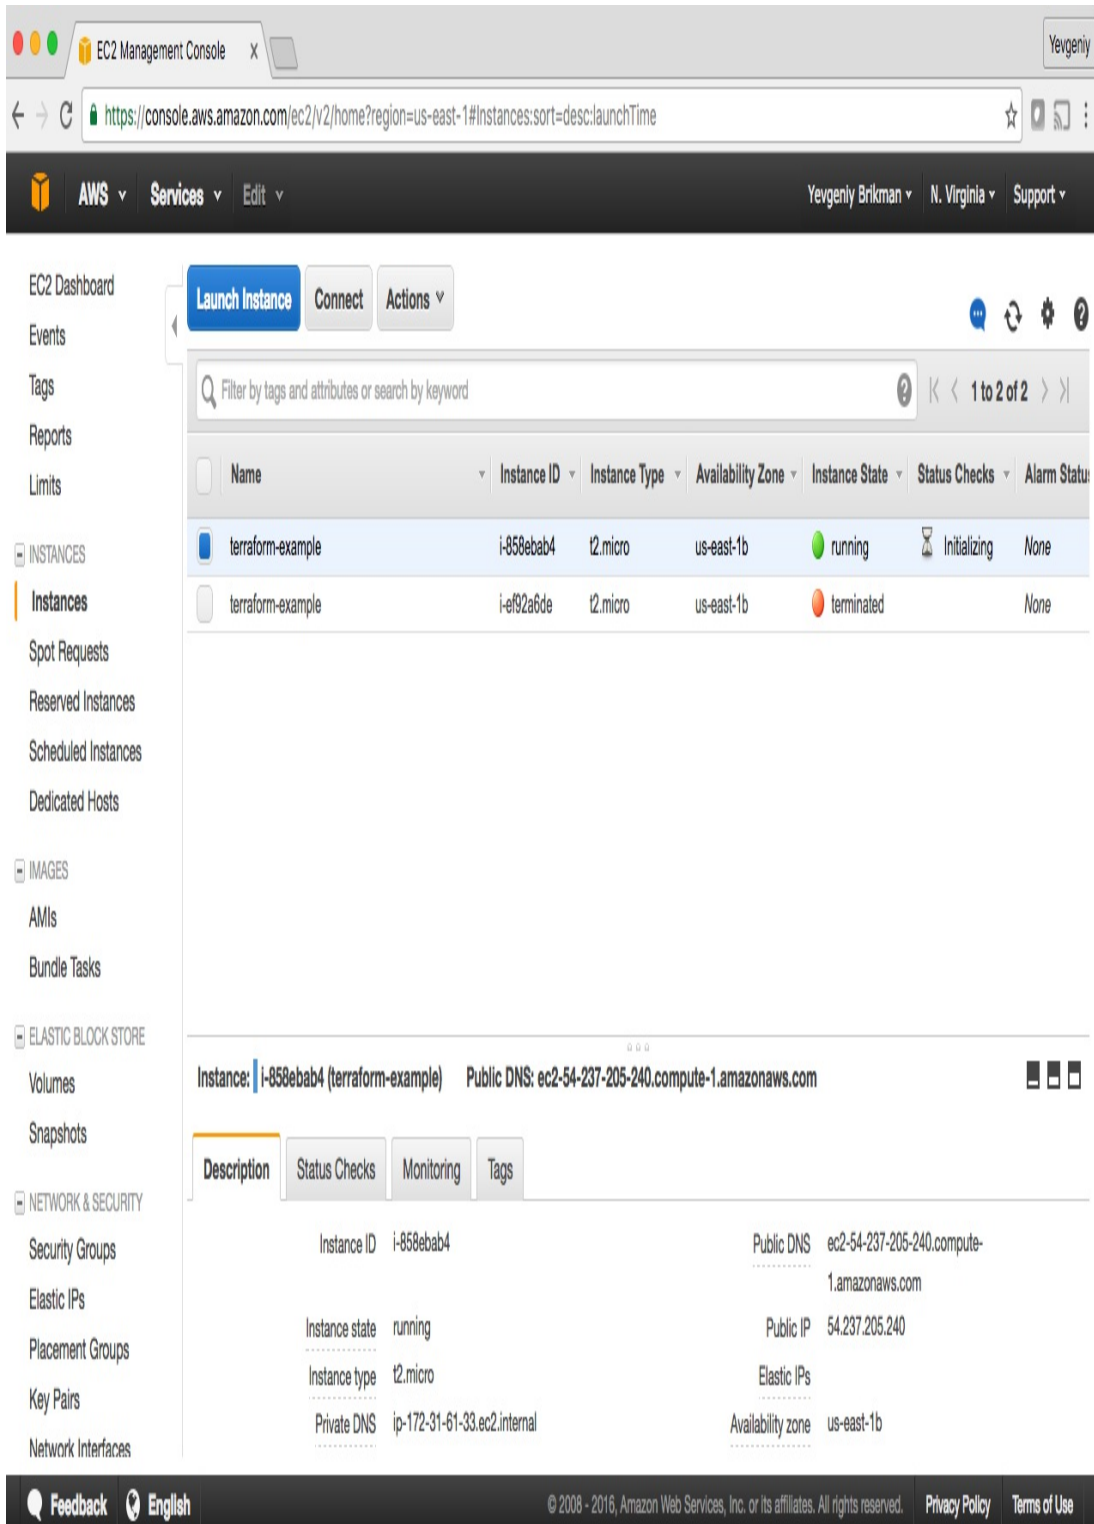 EC2 Management Console
Yevgeniy
https://console.aws.amazon.com/ec2/v2/home?region=us-east-1#Instances:sort=desc:launchTime
AWS Services Edit Yevgeniy Brikman N. Virginia Support
EC2 Dashboard
Events
Tags
Reports
Limits
INSTANCES
Instances
Spot Requests
Reserved Instances
Scheduled Instances
Dedicated Hosts
IMAGES
AMIs
Bundle Tasks
ELASTIC BLOCK STORE
Volumes
Snapshots
NETWORK & SECURITY
Security Groups
Elastic IPs
Placement Groups
Key Pairs
Network Interfaces
Launch Instance Connect Actions
Filter by tags and attributes or search by keyword 1 to 2 of 2
Name Instance ID Instance Type Availability Zone Instance State Status Checks Alarm Status
terraform-example i-858ebab4 t2.micro us-east-1b running Initializing None
terraform-example i-ef92a6de t2.micro us-east-1b terminated None
Instance: i-858ebab4 (terraform-example) Public DNS: ec2-54-237-205-240.compute-1.amazonaws.com
Description Status Checks Monitoring Tags
Instance ID i-858ebab4 Public DNS ec2-54-237-205-240.compute-
1.amazonaws.com
Instance state running Public IP 54.237.205.240
Instance type t2.micro Elastic IPs
Private DNS ip-172-31-61-33.ec2.internal Availability zone us-east-1b
Feedback English © 2008 - 2016, Amazon Web Services, Inc. or its affiliates. All rights reserved. Privacy Policy Terms of Use